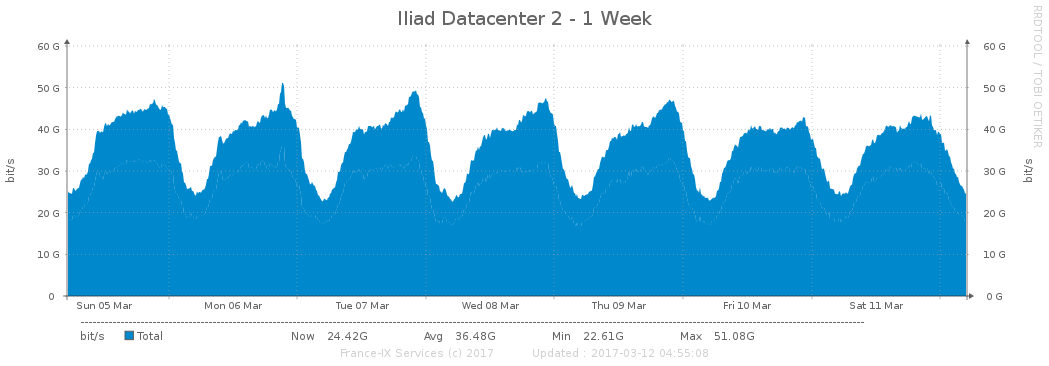 Iliad Datacenter 2 - 1 Week
RRDTOOL / TOBI OETIKER
bit/s
60 G
50 G
40 G
30 G
20 G
10 G
0
60 G
50 G
40 G
30 G
20 G
10 G
0 G
bit/s
Sun 05 Mar Mon 06 Mar Tue 07 Mar Wed 08 Mar Thu 09 Mar Fri 10 Mar Sat 11 Mar
bit/s Total Now 24.42G Avg 36.48G Min 22.61G Max 51.08G
France-IX Services (c) 2017 Updated : 2017-03-12 04:55:08